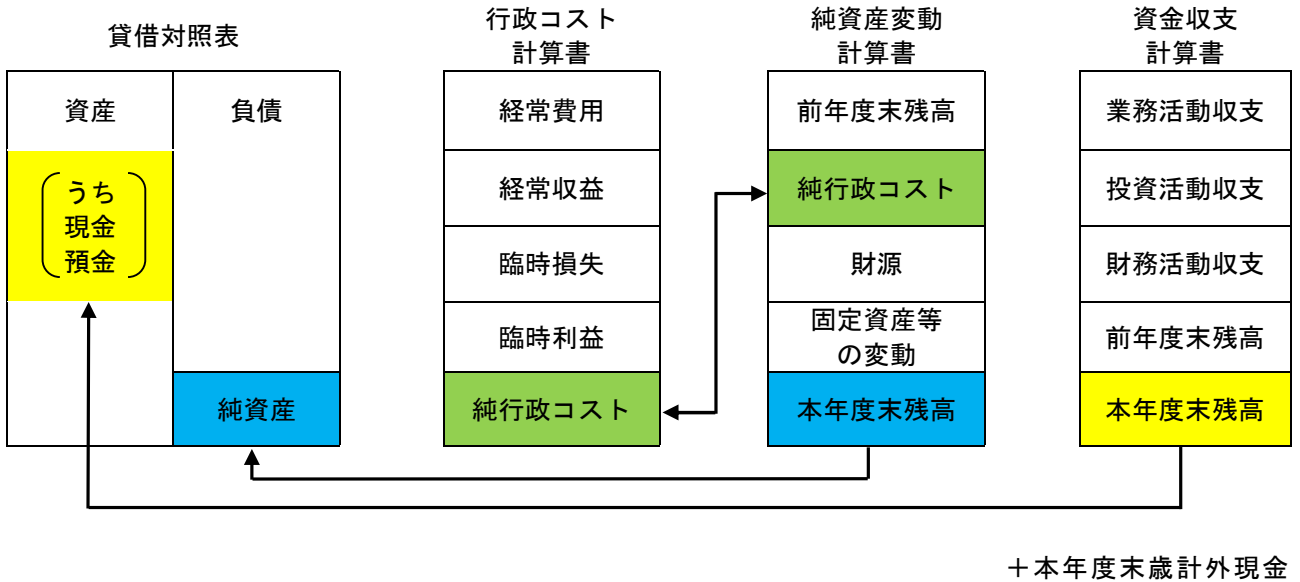 貸借対照表
資産
負債
うち
現金
預金
純資産
行政コスト
計算書
経常費用
経常収益
臨時損失
臨時利益
純行政コスト
純資産変動
計算書
前年度末残高
純行政コスト
財源
固定資産等
の変動
本年度末残高
資金収支
計算書
業務活動収支
投資活動収支
財務活動収支
前年度末残高
本年度末残高
＋本年度末歳計外現金